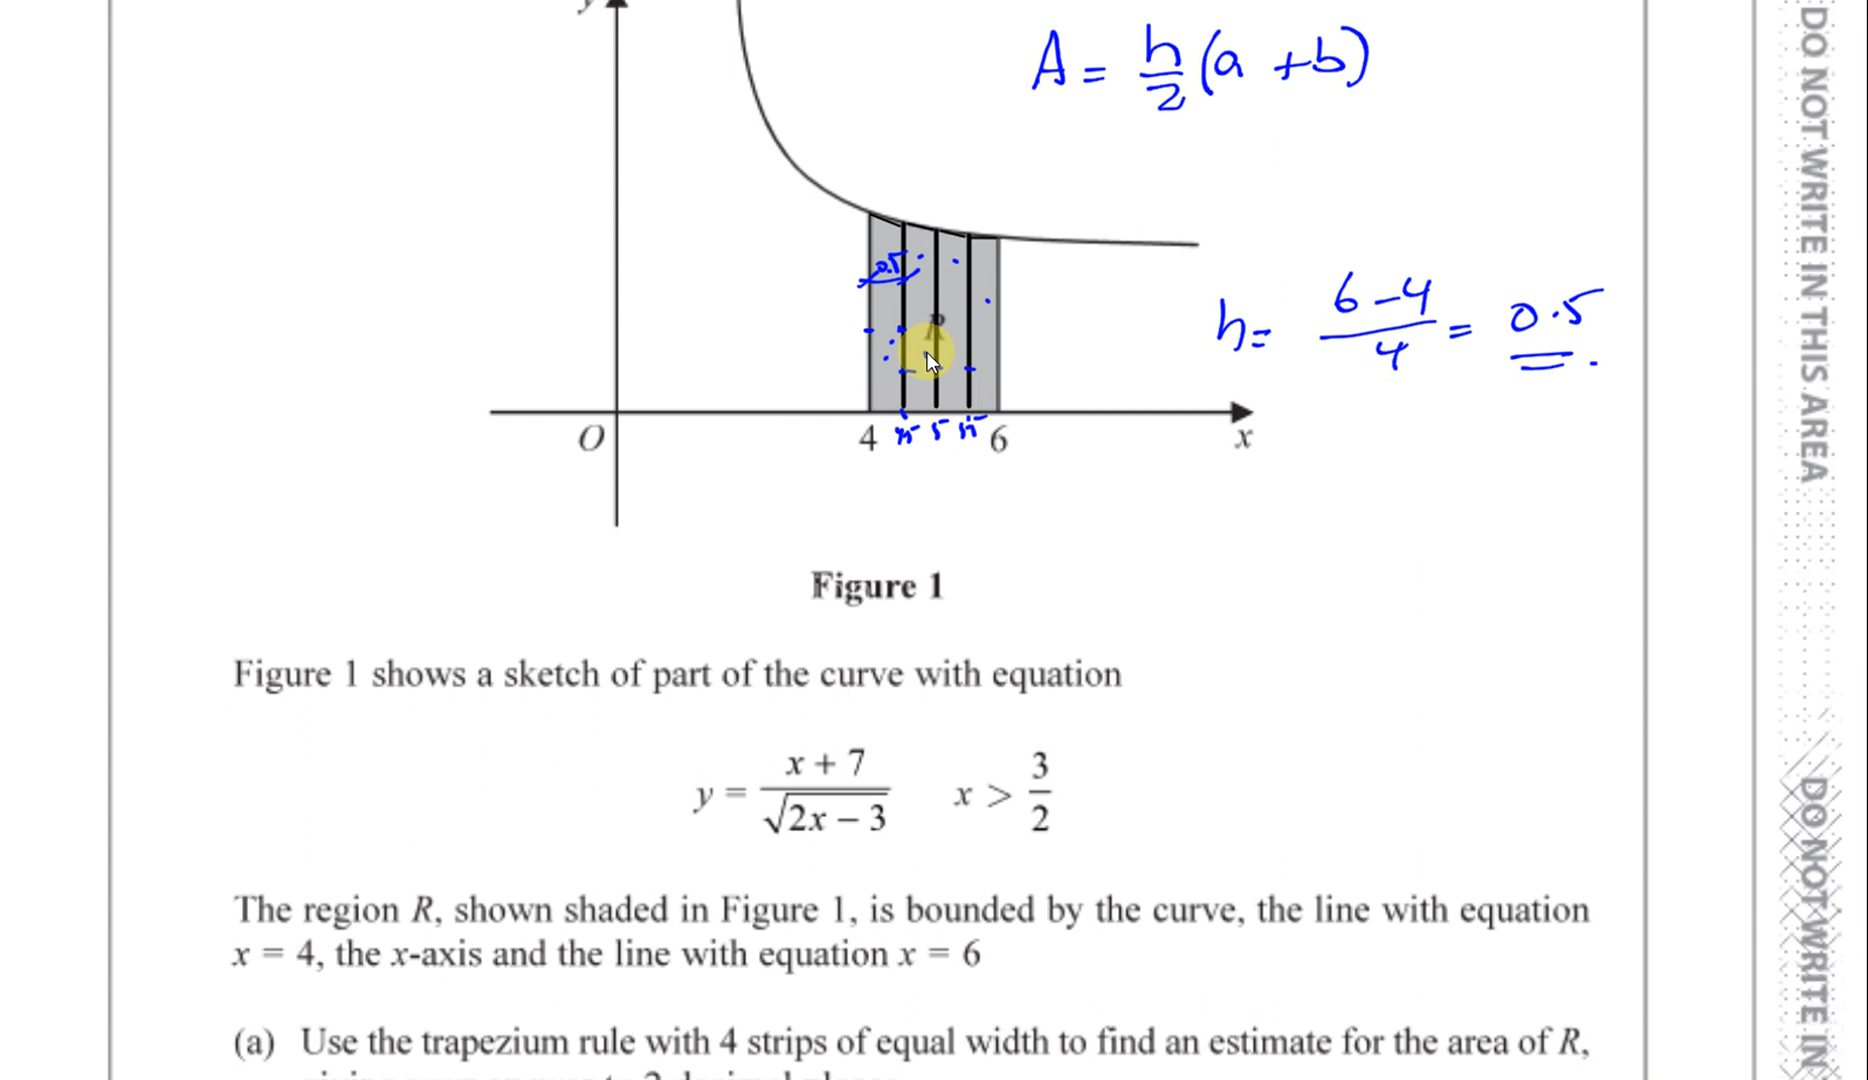 y
A = h/2 (a + b)
0.5
R
h = 6 - 4 / 4 = 0.5
O 4 5 6 x
Figure 1
Figure 1 shows a sketch of part of the curve with equation
y = x + 7 / √2x – 3 x > 3/2
The region R, shown shaded in Figure 1, is bounded by the curve, the line with equation
x = 4, the x-axis and the line with equation x = 6
(a) Use the trapezium rule with 4 strips of equal width to find an estimate for the area of R,
DO NOT WRITE IN THIS AREA
DO NOT WRITE IN